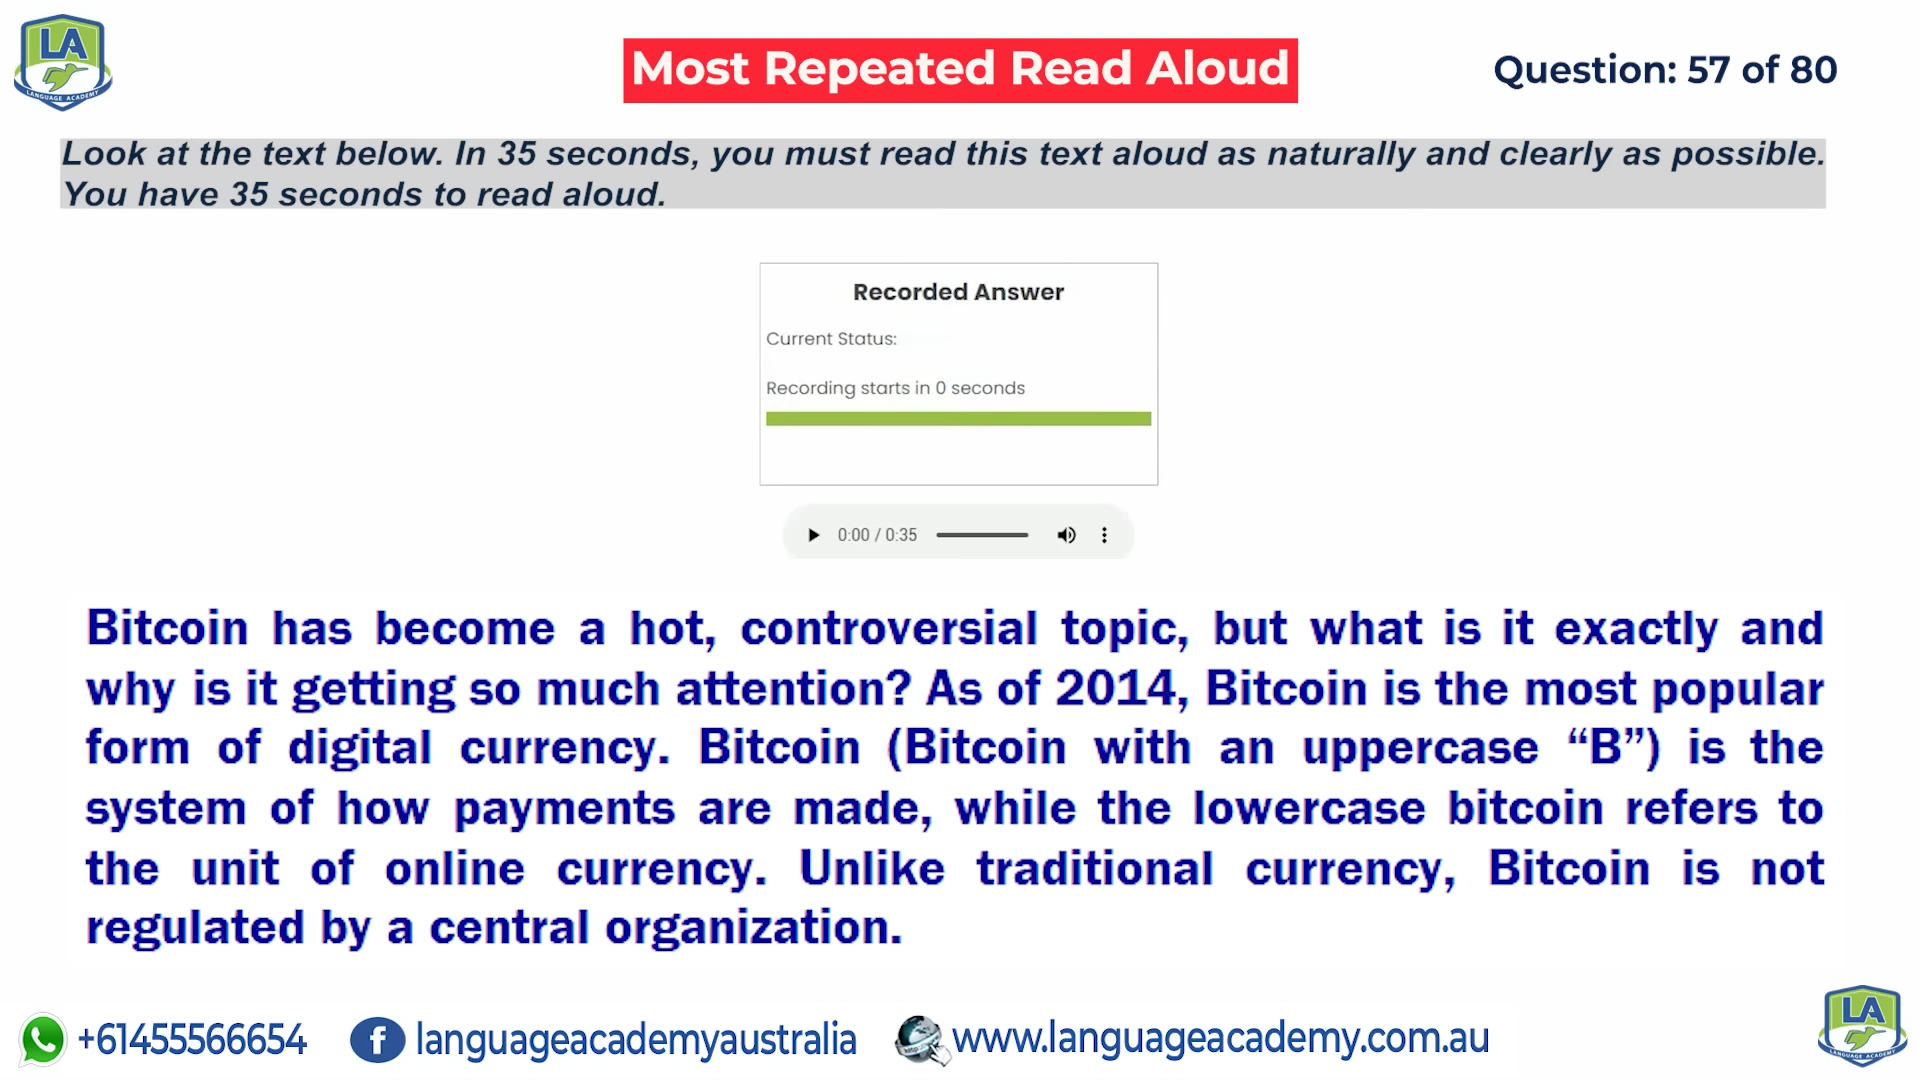 LA
LANGUAGE ACADEMY
Most Repeated Read Aloud
Question: 57 of 80
Look at the text below. In 35 seconds, you must read this text aloud as naturally and clearly as possible.
You have 35 seconds to read aloud.
Recorded Answer
Current Status:
Recording starts in 0 seconds
0:00 / 0:35
Bitcoin has become a hot, controversial topic, but what is it exactly and
why is it getting so much attention? As of 2014, Bitcoin is the most popular
form of digital currency. Bitcoin (Bitcoin with an uppercase “B”) is the
system of how payments are made, while the lowercase bitcoin refers to
the unit of online currency. Unlike traditional currency, Bitcoin is not
regulated by a central organization.
+61455566654
languageacademyaustralia
www.languageacademy.com.au
LA
LANGUAGE ACADEMY